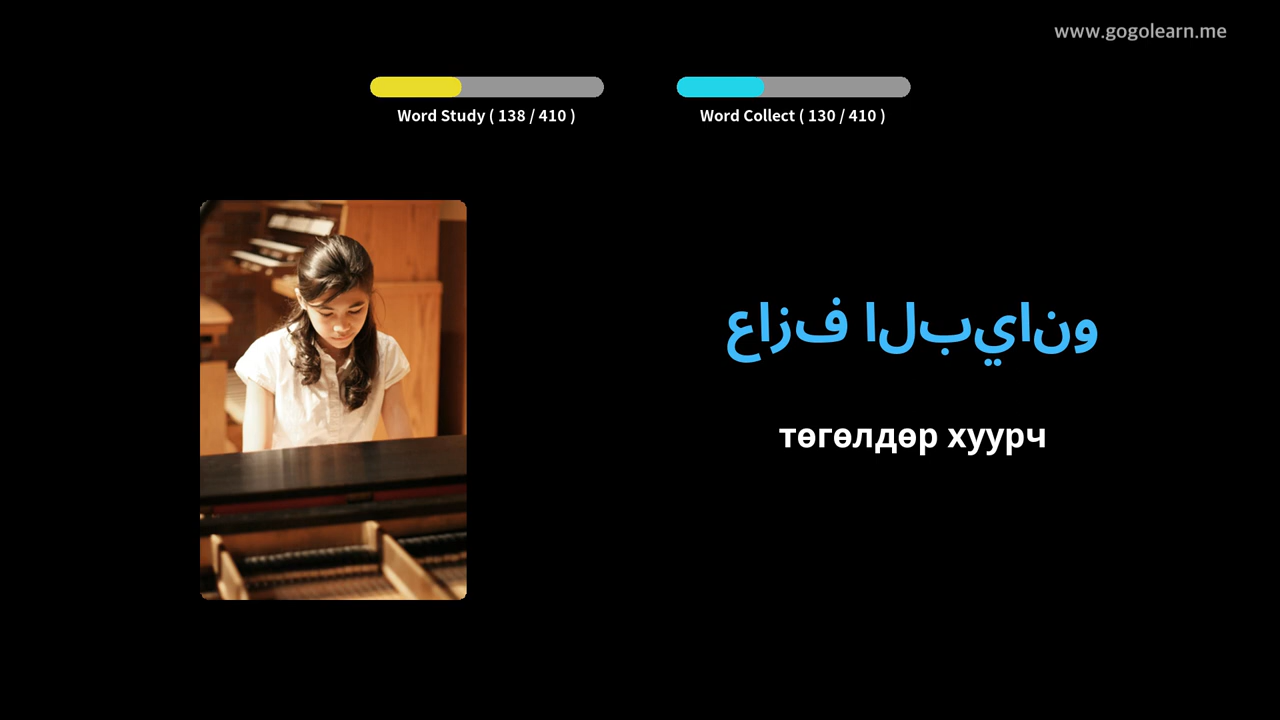 www.gogolearn.me
Word Study ( 138 / 410 )
Word Collect ( 130 / 410 )
عازف البيانو
төгөлдөр хуурч